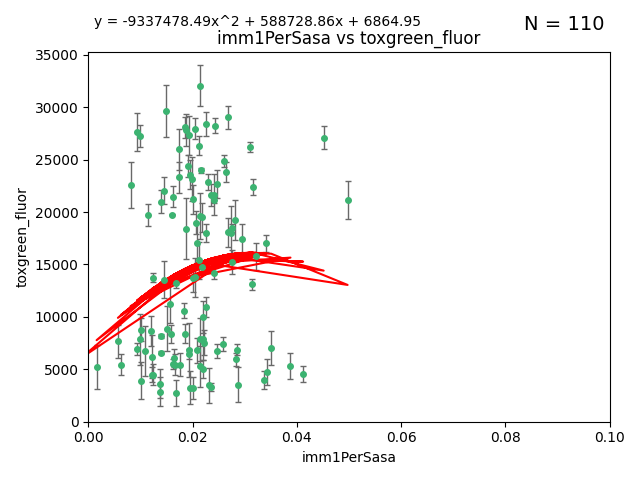 y = -9337478.49x^2 + 588728.86x + 6864.95
N = 110
imm1PerSasa vs toxgreen_fluor
35000
30000
25000
20000
15000
10000
5000
0
toxgreen_fluor
0.00 0.02 0.04 0.06 0.08 0.10
imm1PerSasa